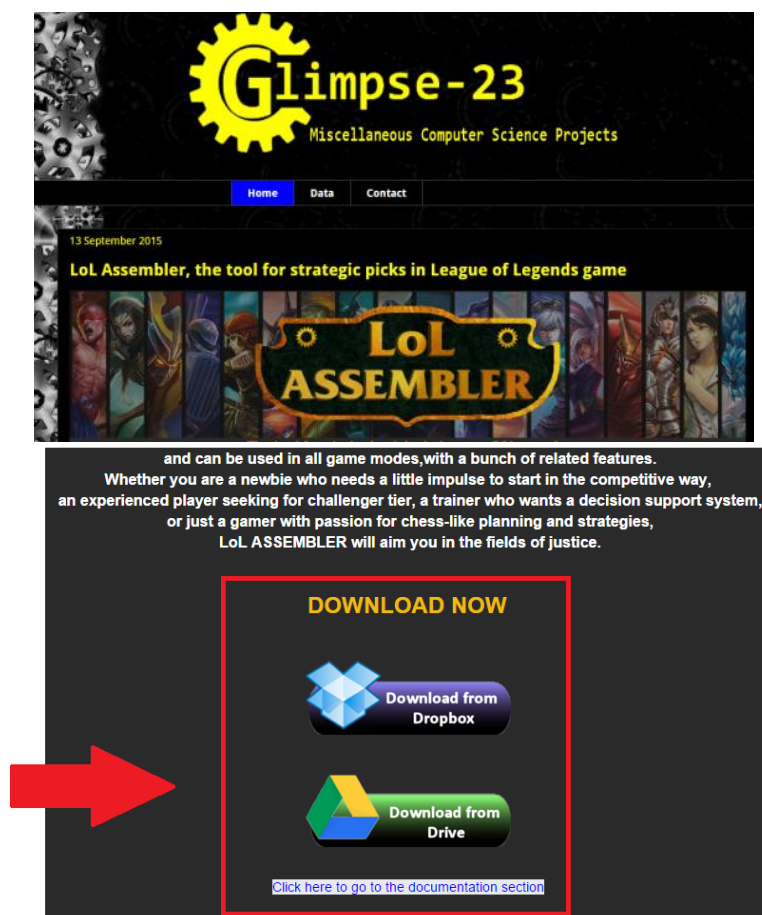 Glimpse-23
Miscellaneous Computer Science Projects
Home Data Contact
13 September 2015
LoL Assembler, the tool for strategic picks in League of Legends game
LoL
ASSEMBLER
and can be used in all game modes,with a bunch of related features.
Whether you are a newbie who needs a little impulse to start in the competitive way,
an experienced player seeking for challenger tier, a trainer who wants a decision support system,
or just a gamer with passion for chess-like planning and strategies,
LoL ASSEMBLER will aim you in the fields of justice.
DOWNLOAD NOW
Download from
Dropbox
Download from
Drive
Click here to go to the documentation section